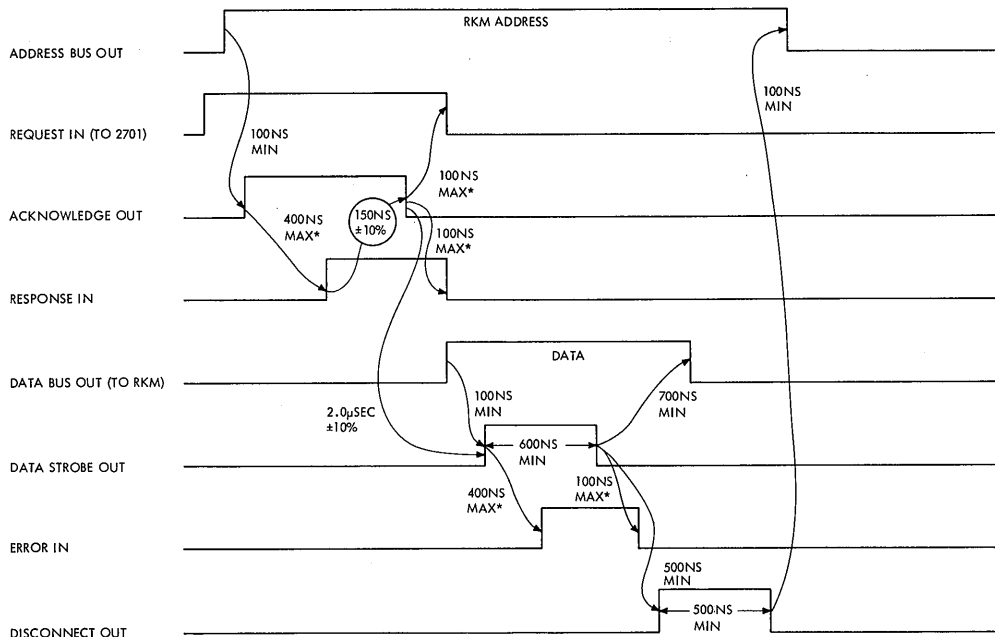 RKM ADDRESS
ADDRESS BUS OUT
100NS
MIN
REQUEST IN (TO 2701)
100NS
MIN
100NS
MAX*
ACKNOWLEDGE OUT
400NS
MAX*
150NS
±10%
100NS
MAX*
RESPONSE IN
DATA
DATA BUS OUT (TO RKM)
100NS
MIN
700NS
MIN
2.0µSEC
±10%
600NS
MIN
DATA STROBE OUT
400NS
MAX*
100NS
MAX*
ERROR IN
500NS
MIN
500NS
MIN
DISCONNECT OUT